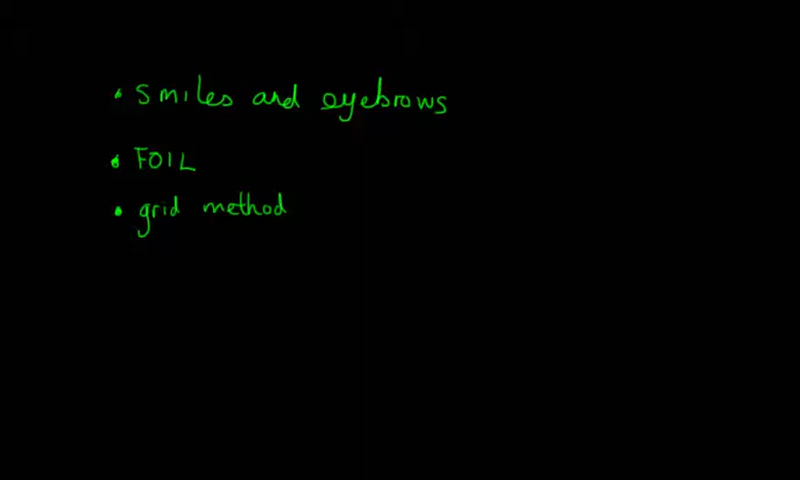 • smiles and eyebrows
• FOIL
• grid method